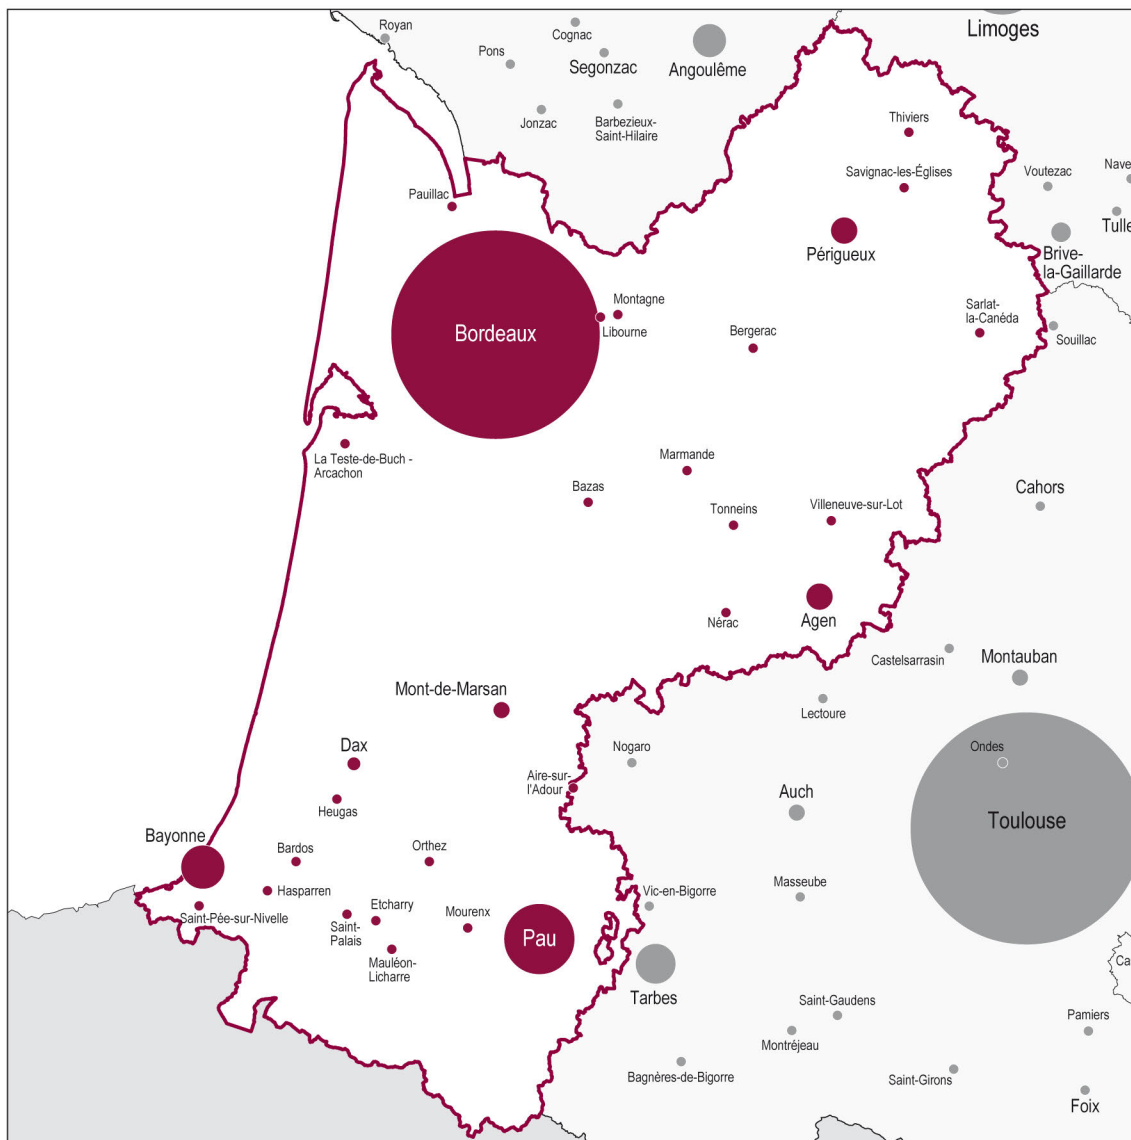 Royan
Cognac
Limoges
Pons
Segonzac
Angoulême
Jonzac
Barbezieux-
Saint-Hilaire
Thiviers
Savignac-les-Églises
Voutezac
Nave
Pauillac
Tulle
Périgueux
Brive-
la-Gaillarde
Montagne
Libourne
Bordeaux
Bergerac
Sarlat-
la-Canéda
Souillac
La Teste-de-Buch -
Arcachon
Marmande
Bazas
Tonneins
Villeneuve-sur-Lot
Cahors
Nérac
Agen
Castelsarrasin
Montauban
Mont-de-Marsan
Lectoure
Dax
Nogaro
Ondes
Aire-sur-
l'Adour
Auch
Heugas
Toulouse
Bayonne
Bardos
Orthez
Hasparren
Masseube
Vic-en-Bigorre
Saint-Pée-sur-Nivelle
Etcharry
Saint-
Palais
Mourenx
Mauléon-
Licharre
Pau
Tarbes
Ca
Saint-Gaudens
Pamiers
Montréjeau
Bagnères-de-Bigorre
Saint-Girons
Foix